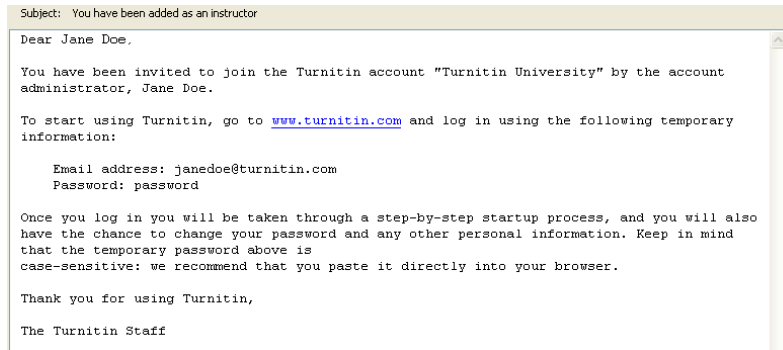 Subject: You have been added as an instructor
Dear Jane Doe,
You have been invited to join the Turnitin account "Turnitin University" by the account
administrator, Jane Doe.
To start using Turnitin, go to www.turnitin.com and log in using the following temporary
information:
Email address: janedoe@turnitin.com
Password: password
Once you log in you will be taken through a step-by-step startup process, and you will also
have the chance to change your password and any other personal information. Keep in mind
that the temporary password above is
case-sensitive: we recommend that you paste it directly into your browser.
Thank you for using Turnitin,
The Turnitin Staff